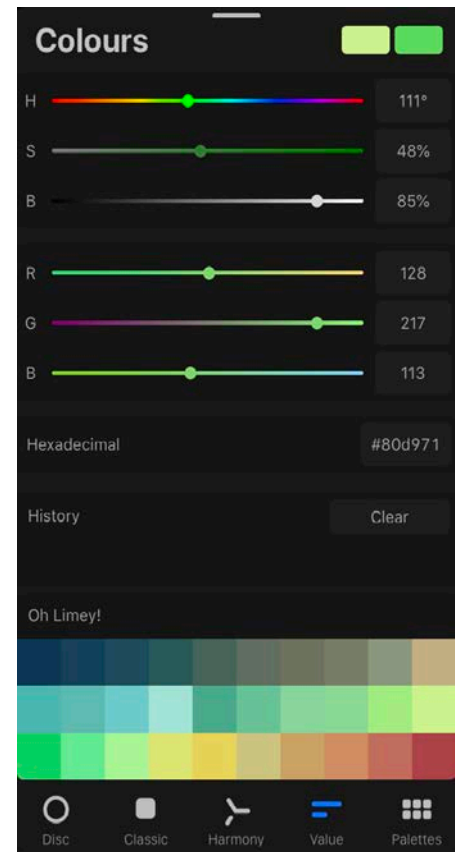 Colours
H 111°
S 48%
B 85%
R 128
G 217
B 113
Hexadecimal #80d971
History Clear
Oh Limey!
Disc Classic Harmony Value Palettes